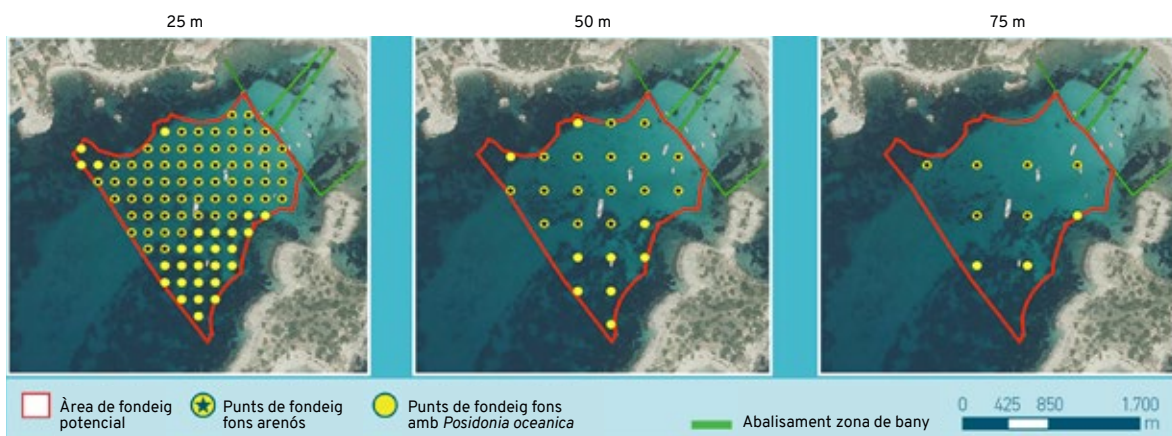 25 m
50 m
75 m
Àrea de fondeig
potencial
Punts de fondeig
fons arenós
Punts de fondeig fons
amb Posidonia oceanica
Abalisament zona de bany
0 425 850 1.700
m